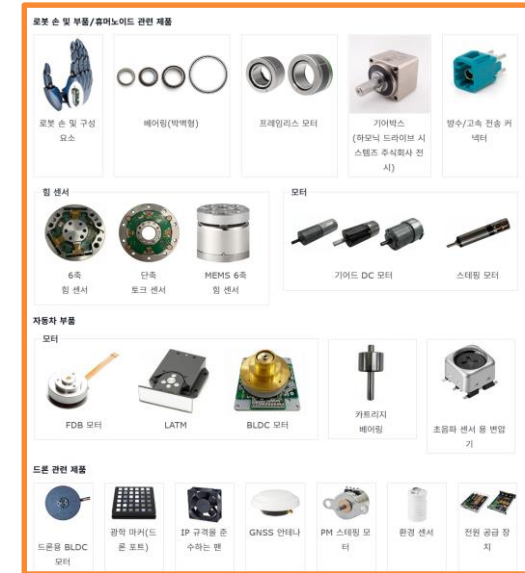 로봇 손 및 부품/휴머노이드 관련 제품
로봇 손 및 구성
요소
베어링(박벽형)
프레임리스 모터
기어박스
(하모닉 드라이브 시
스템즈 주식회사 전
시)
방수/고속 전송 커
넥터
힘 센서
6축
힘 센서
단축
토크 센서
MEMS 6축
힘 센서
모터
기어드 DC 모터
스테핑 모터
자동차 부품
모터
FDB 모터
LATM
BLDC 모터
카트리지
베어링
초음파 센서 용 변압
기
드론 관련 제품
드론용 BLDC
모터
광학 마커(드
론 포트)
IP 규격을 준
수하는 팬
GNSS 안테나
PM 스테핑 모
터
환경 센서
전원 공급 장
치